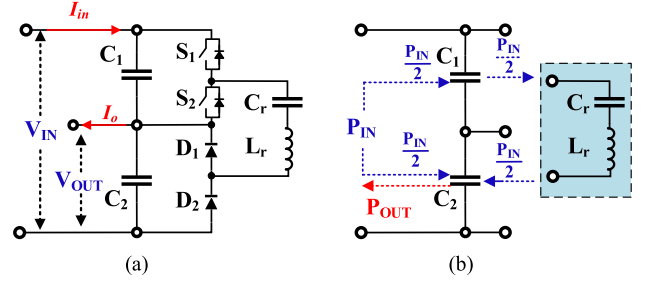 I_in
C_1
S_1
S_2
C_r
L_r
I_o
V_IN
V_OUT
D_1
D_2
C_2
(a)
P_IN/2
C_1
P_IN/2
P_IN
P_IN/2
P_IN/2
C_r
L_r
P_OUT
C_2
(b)